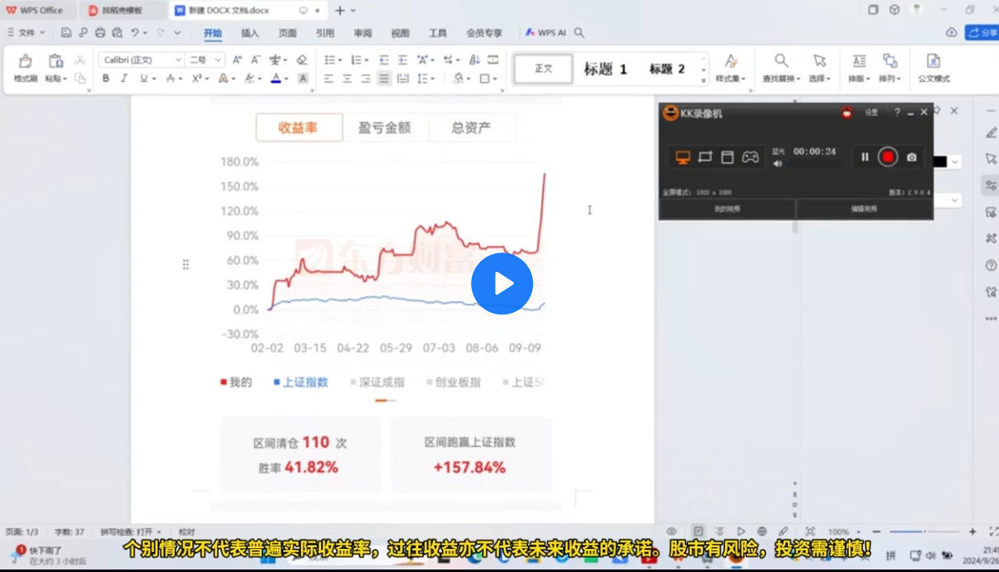 WPS Office
找稻壳模板
新建 DOCX 文档.docx
文件
开始
插入
页面
引用
审阅
视图
工具
会员专享
WPS AI
分享
格式刷
粘贴
Calibri (正文)
二号
正文
标题 1
标题 2
样式集
查找替换
选择
排版
排列
公文模式
收益率
盈亏金额
总资产
KK录像机
设置
蓝光
00:00:24
全屏模式: 1920 x 1080
版本: 2.9.6.4
我的视频
编辑视频
180.0%
150.0%
120.0%
90.0%
60.0%
30.0%
0.0%
-30.0%
东方财富
02-02 03-15 04-22 05-29 07-03 08-06 09-09
我的
上证指数
深证成指
创业板指
上证50
区间清仓 110 次
胜率 41.82%
区间跑赢上证指数
+157.84%
页面: 1/3
字数: 37
拼写检查: 打开
校对
100%
快下雨了
在大约 3 小时后
个别情况不代表普遍实际收益率，过往收益亦不代表未来收益的承诺。股市有风险，投资需谨慎！
拼
21:41
2024/9/26